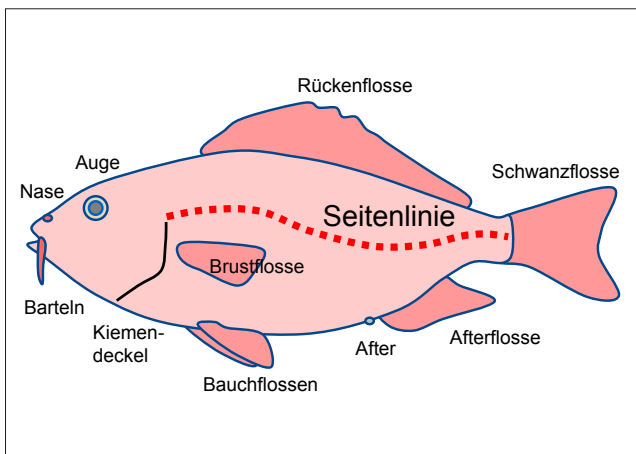 Rückenflosse
Auge
Schwanzflosse
Nase
Seitenlinie
Brustflosse
Barteln
Kiemen-
deckel
After
Afterflosse
Bauchflossen